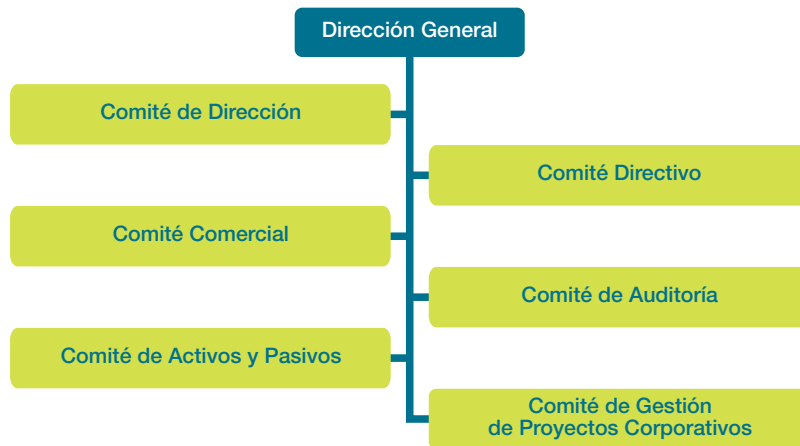 Dirección General
Comité de Dirección
Comité Directivo
Comité Comercial
Comité de Auditoría
Comité de Activos y Pasivos
Comité de Gestión
de Proyectos Corporativos